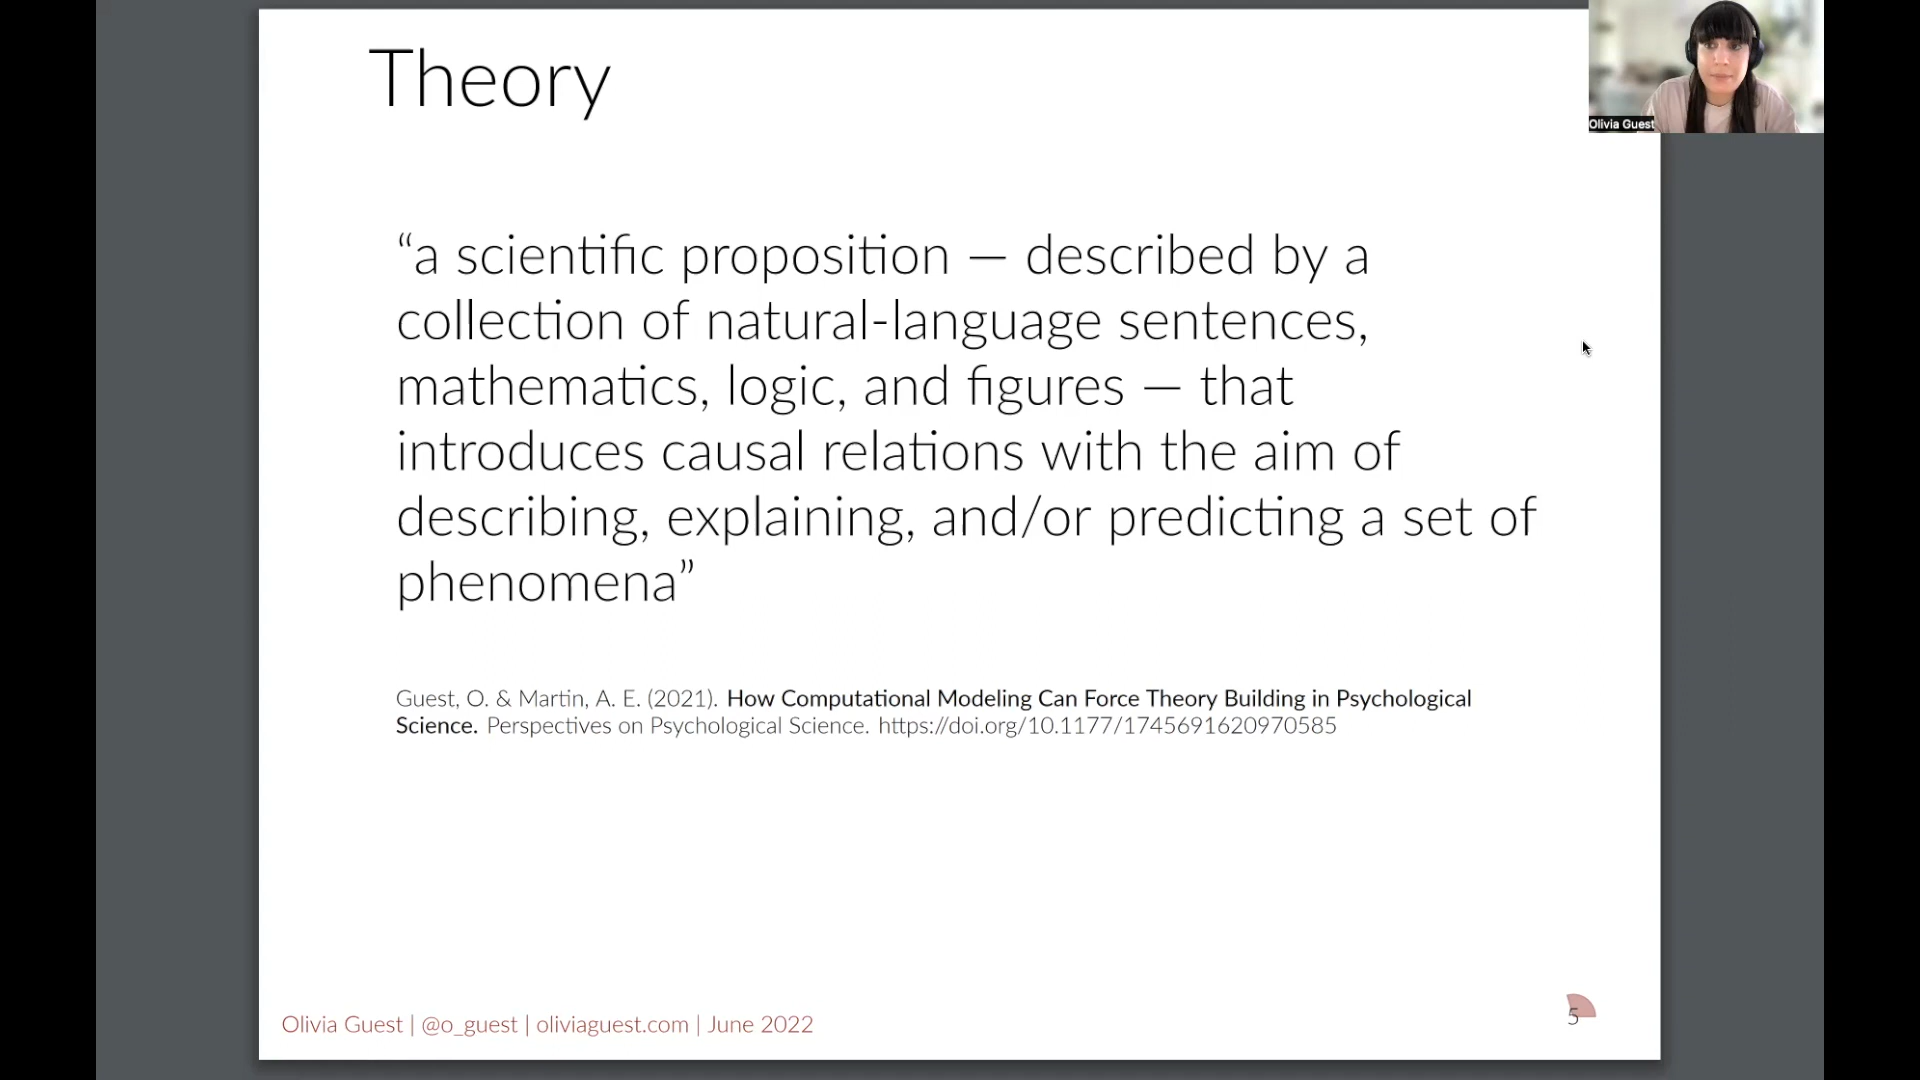 Theory
Olivia Guest
“a scientific proposition — described by a
collection of natural-language sentences,
mathematics, logic, and figures — that
introduces causal relations with the aim of
describing, explaining, and/or predicting a set of
phenomena”
Guest, O. & Martin, A. E. (2021). How Computational Modeling Can Force Theory Building in Psychological
Science. Perspectives on Psychological Science. https://doi.org/10.1177/1745691620970585
Olivia Guest | @o_guest | oliviaguest.com | June 2022
5